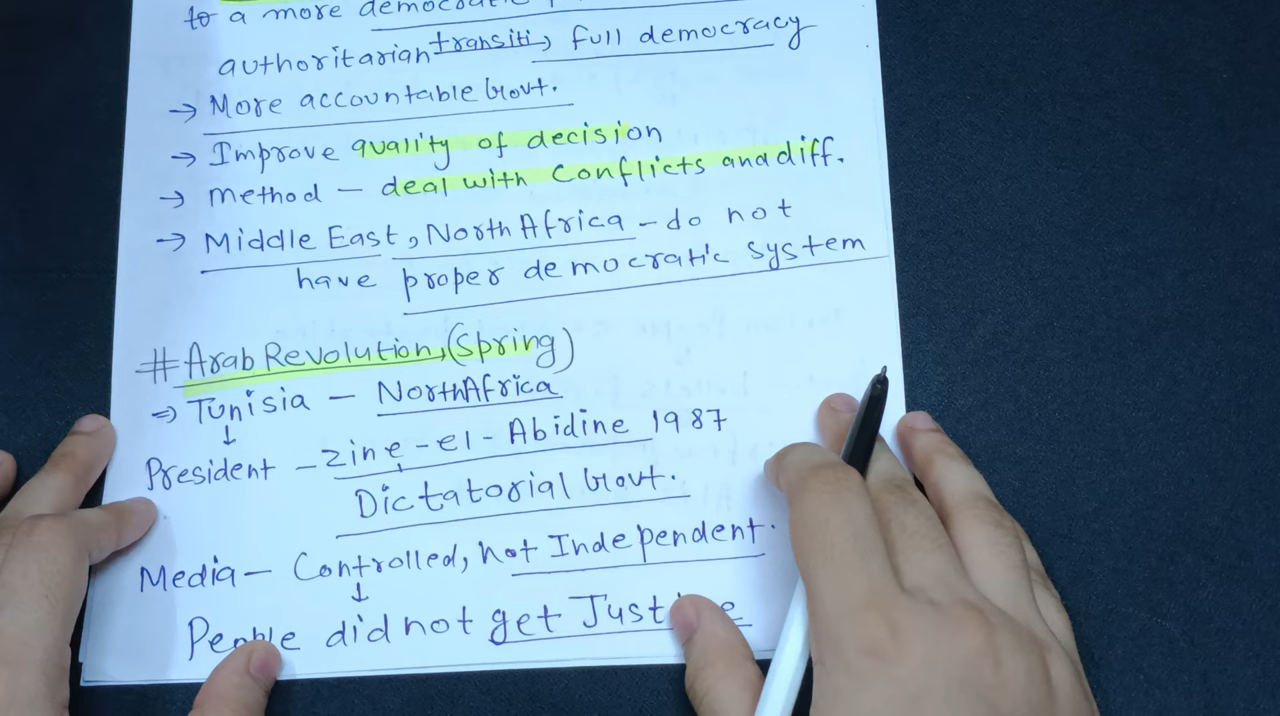 to a more democratic
authoritarian transiti, full democracy
→ More accountable Govt.
→ Improve quality of decision
→ Method – deal with Conflicts and diff.
→ Middle East, North Africa – do not
have proper democratic system
# Arab Revolution, (Spring)
⇒ Tunisia – North Africa
↓
President – Zine-el-Abidine 1987
Dictatorial Govt.
Media – Controlled, not Independent.
↓
People did not get